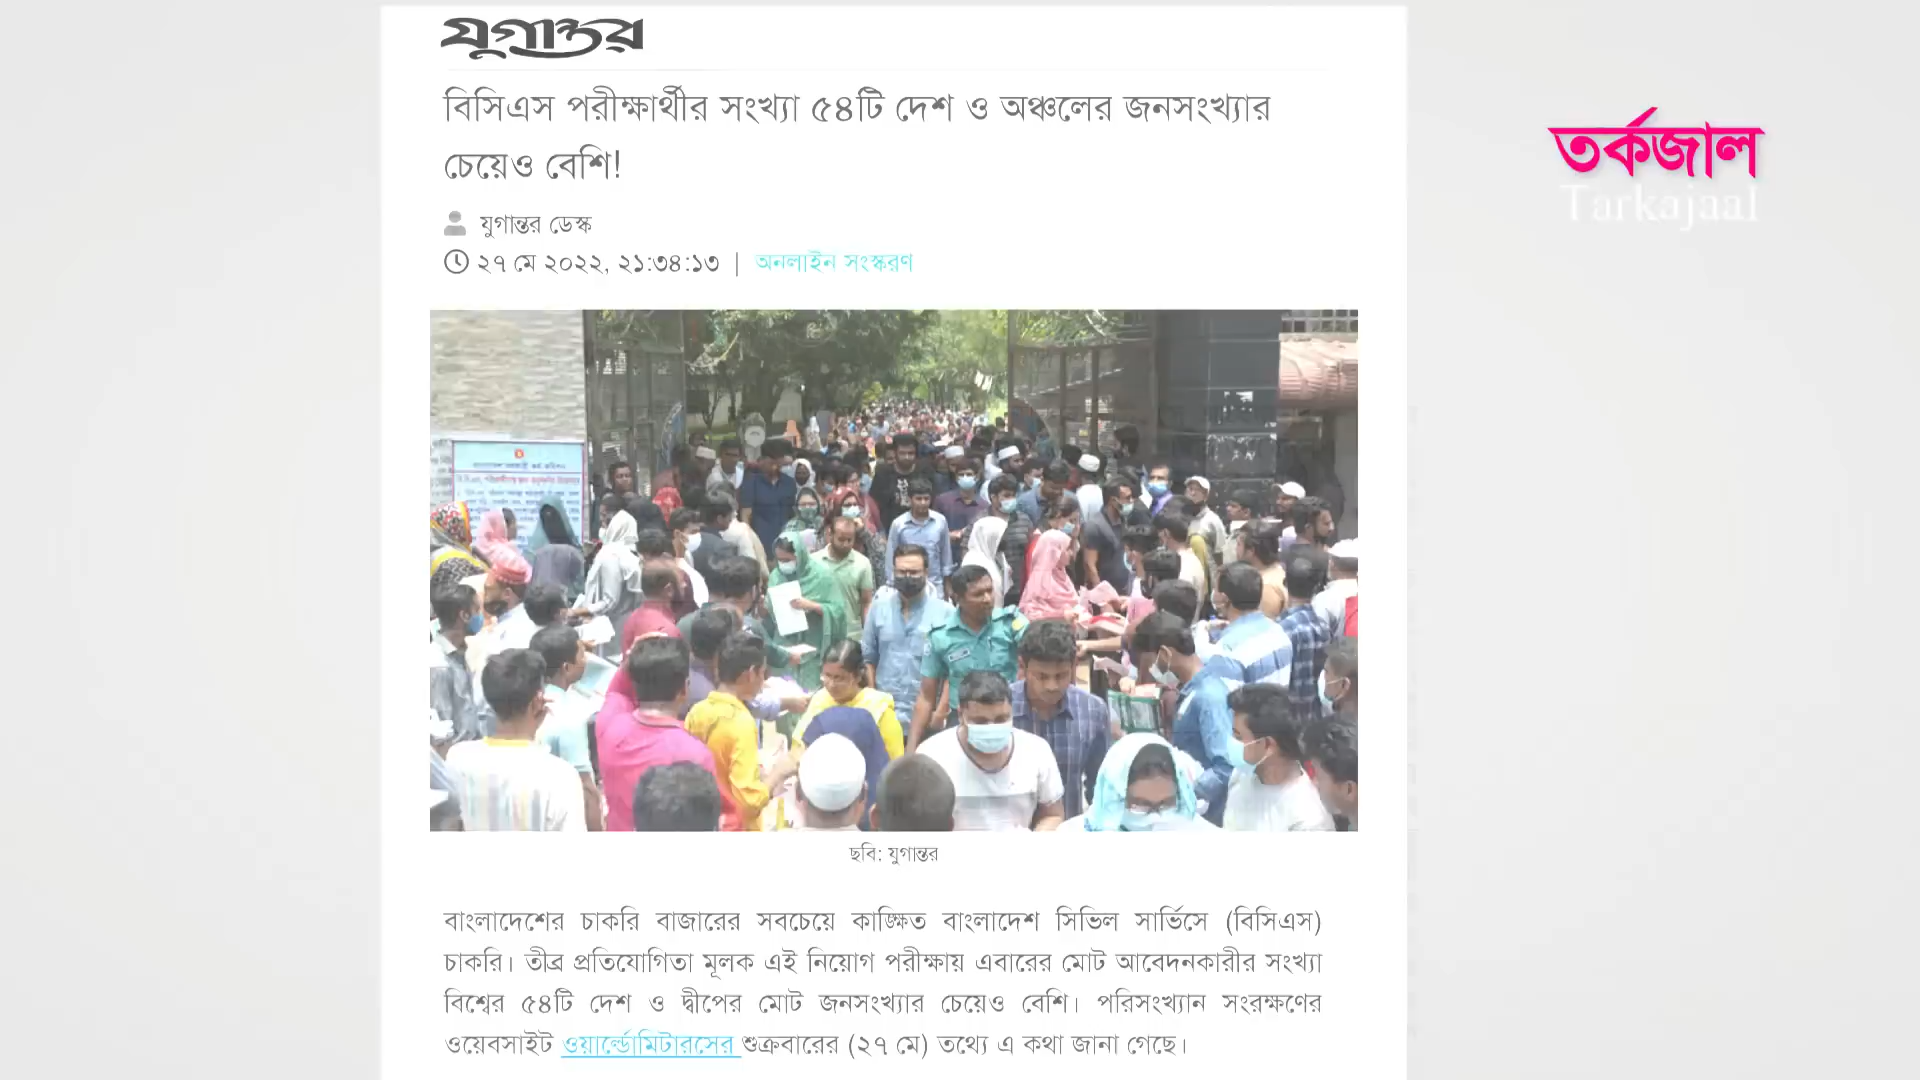 যুগান্তর
বিসিএস পরীক্ষার্থীর সংখ্যা ৫৪টি দেশ ও অঞ্চলের জনসংখ্যার
চেয়েও বেশি!
যুগান্তর ডেস্ক
২৭ মে ২০২২, ২১:৩৪:১৩ | অনলাইন সংস্করণ
তর্কজাল
Tarkajaal
ছবি: যুগান্তর
বাংলাদেশের চাকরি বাজারের সবচেয়ে কাঙ্ক্ষিত বাংলাদেশ সিভিল সার্ভিসে (বিসিএস)
চাকরি। তীব্র প্রতিযোগিতা মূলক এই নিয়োগ পরীক্ষায় এবারের মোট আবেদনকারীর সংখ্যা
বিশ্বের ৫৪টি দেশ ও দ্বীপের মোট জনসংখ্যার চেয়েও বেশি। পরিসংখ্যান সংরক্ষণের
ওয়েবসাইট ওয়ার্ল্ডোমিটারসের শুক্রবারের (২৭ মে) তথ্যে এ কথা জানা গেছে।